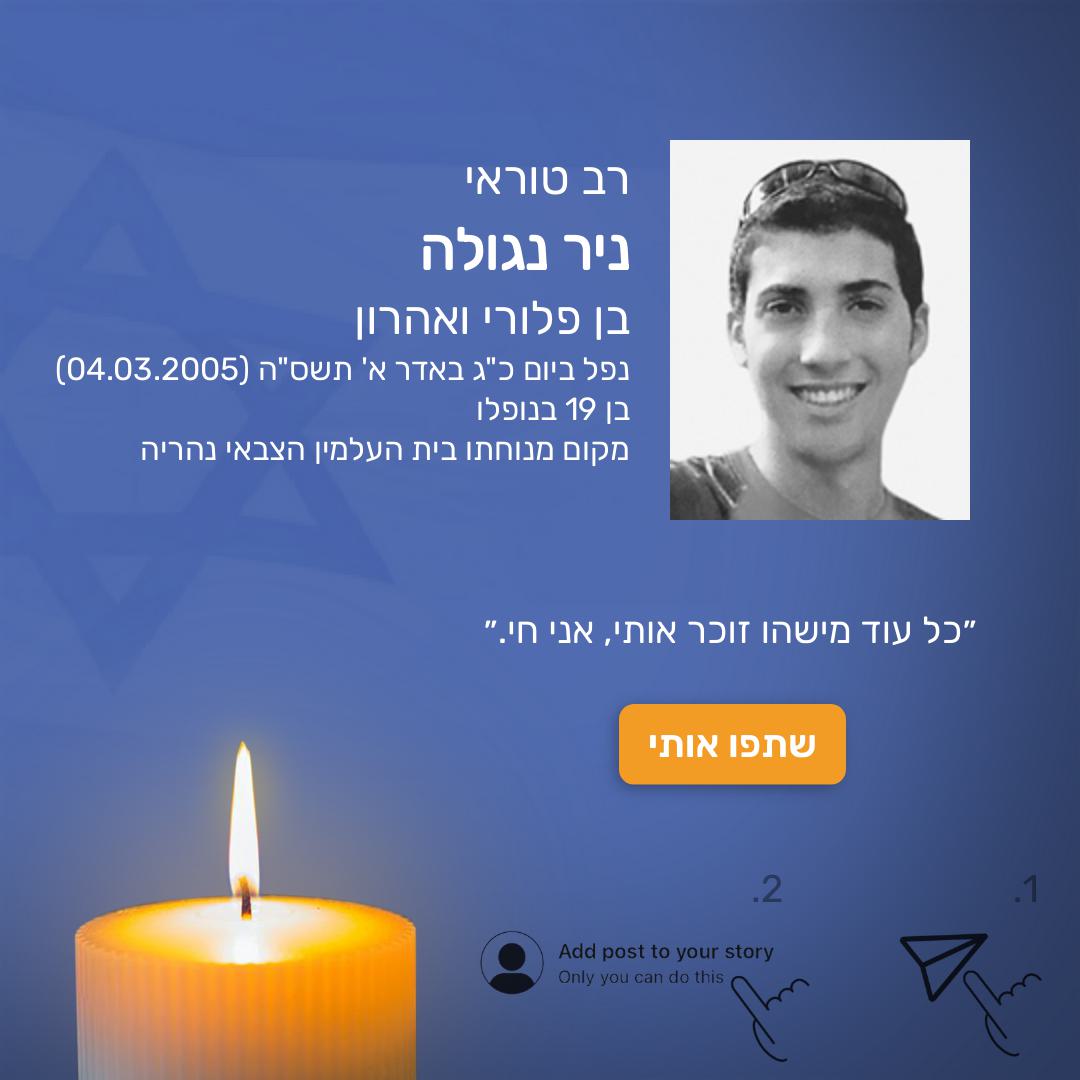 רב טוראי
ניר נגולה
בן פלורי ואהרון
נפל ביום כ"ג באדר א' תשס"ה (04.03.2005)
בן 19 בנופלו
מקום מנוחתו בית העלמין הצבאי נהריה
״כל עוד מישהו זוכר אותי, אני חי.״
שתפו אותי
.1
.2
Add post to your story
Only you can do this